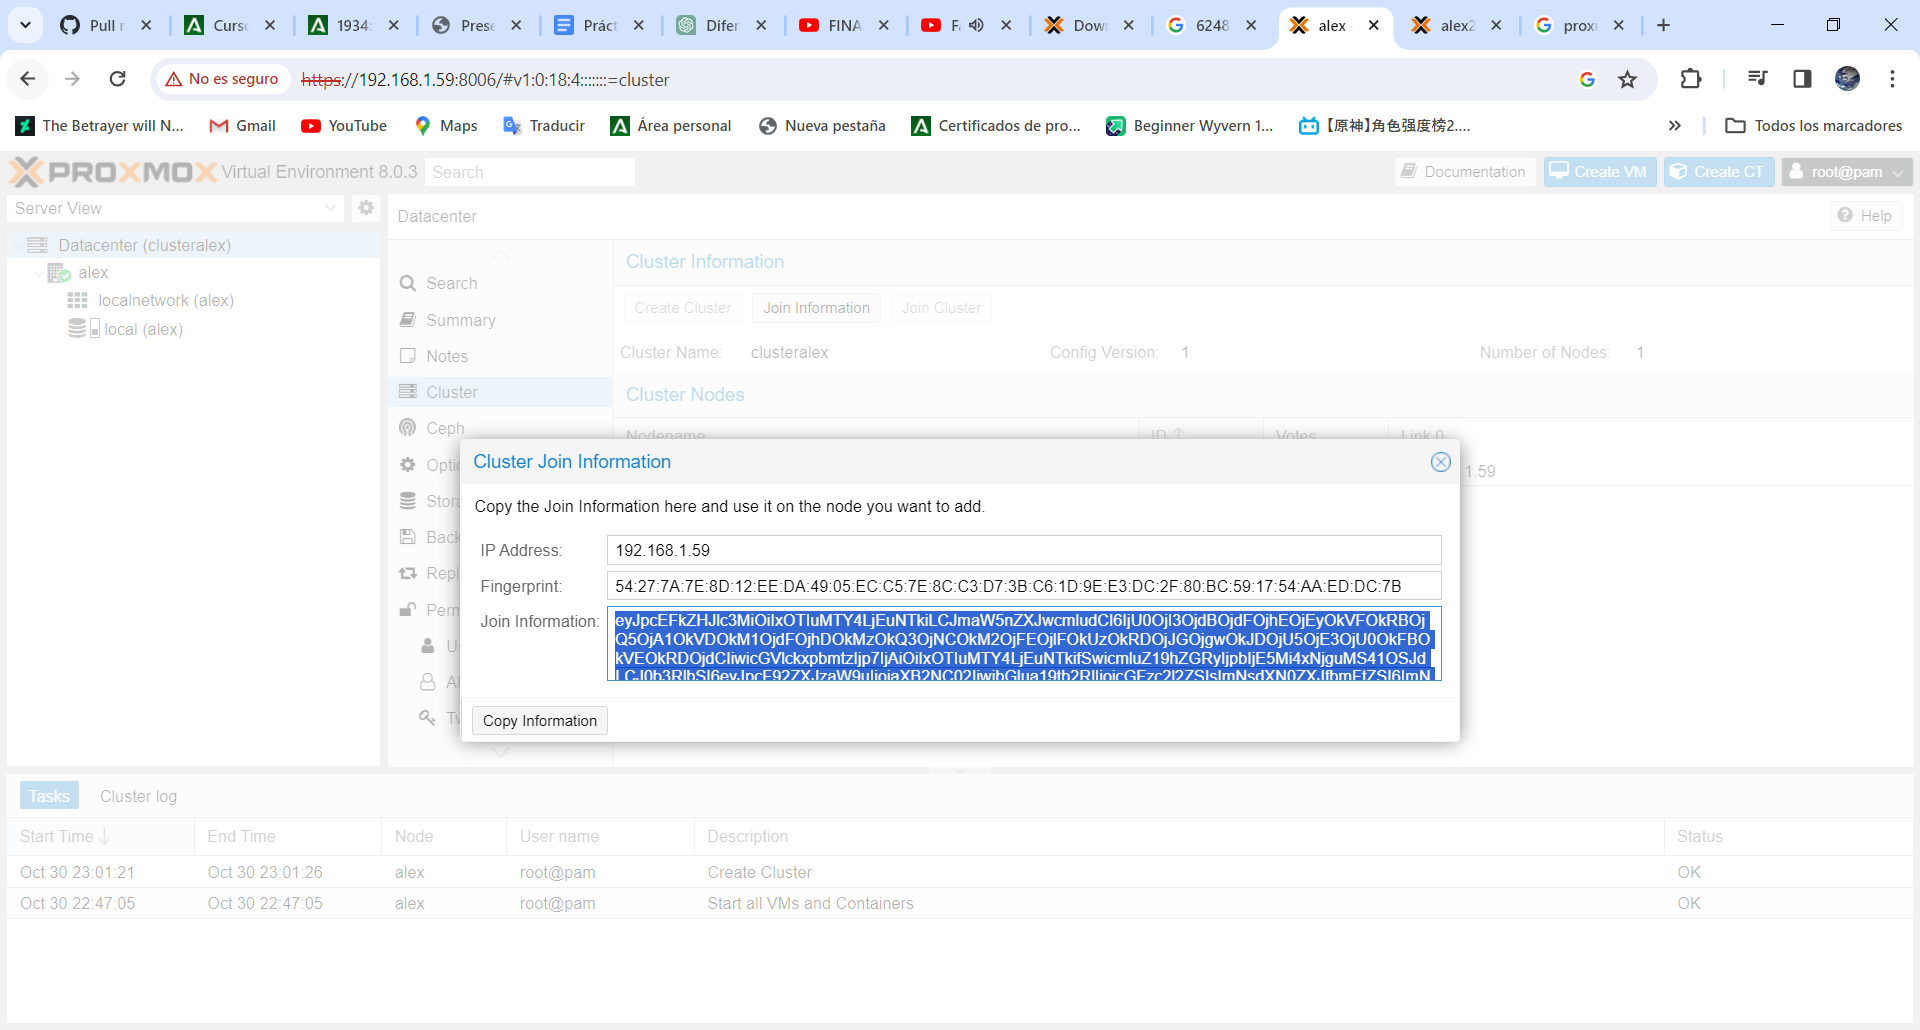 Pull r
Curso
1934:
Prese
Práct
Difer
FINA
Fa
Down
6248
alex -
alex2
prox
No es seguro
https://192.168.1.59:8006/#v1:0:18:4:::::::=cluster
The Betrayer will N...
Gmail
YouTube
Maps
Traducir
Área personal
Nueva pestaña
Certificados de pro...
Beginner Wyvern 1...
【原神】角色强度榜2....
»
Todos los marcadores
PROXMOX Virtual Environment 8.0.3
Search
Documentation
Create VM
Create CT
root@pam
Server View
Datacenter
Help
Datacenter (clusteralex)
alex
localnetwork (alex)
local (alex)
Search
Summary
Notes
Cluster
Ceph
Optic
Stora
Back
Repl
Perm
Us
Tw
Cluster Information
Create Cluster
Join Information
Join Cluster
Cluster Name: clusteralex
Config Version: 1
Number of Nodes: 1
Cluster Nodes
Nodename
ID
Votes
Link 0
.1.59
Cluster Join Information
Copy the Join Information here and use it on the node you want to add.
IP Address: 192.168.1.59
Fingerprint: 54:27:7A:7E:8D:12:EE:DA:49:05:EC:C5:7E:8C:C3:D7:3B:C6:1D:9E:E3:DC:2F:80:BC:59:17:54:AA:ED:DC:7B
Join Information:
Copy Information
Tasks
Cluster log
Start Time End Time Node User name Description Status
Oct 30 23:01:21 Oct 30 23:01:26 alex root@pam Create Cluster OK
Oct 30 22:47:05 Oct 30 22:47:05 alex root@pam Start all VMs and Containers OK